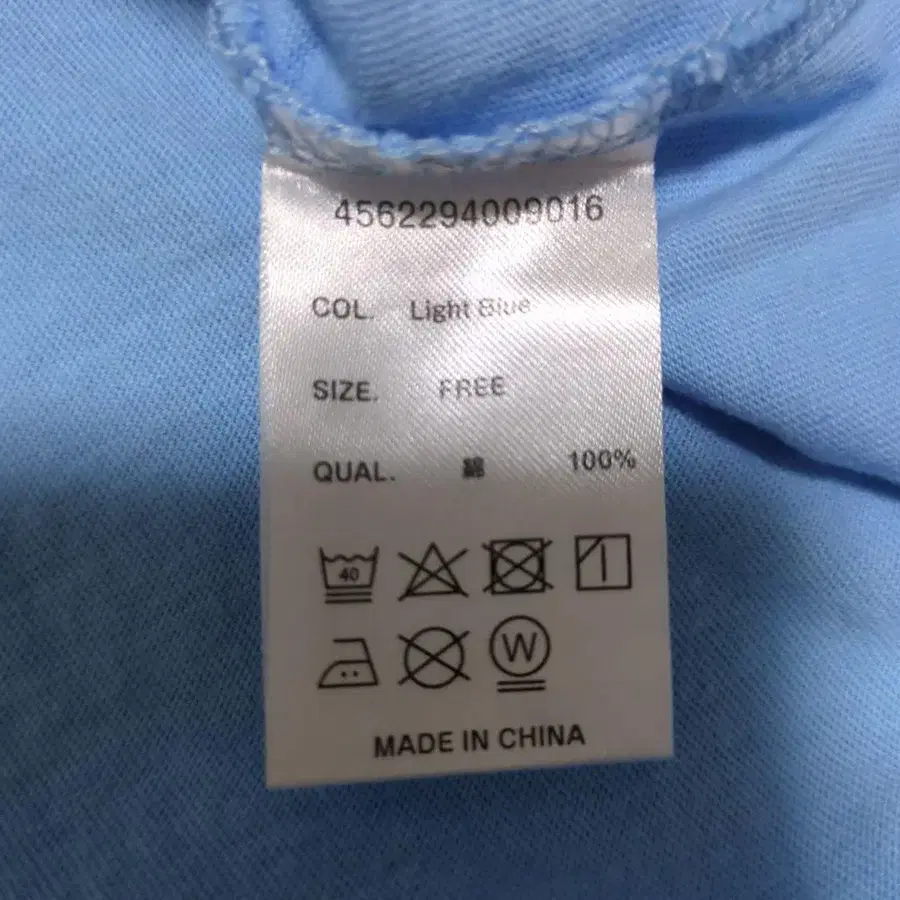 4562294009016
COL. Light Blue
SIZE. FREE
QUAL. 綿 100%
40
W
MADE IN CHINA